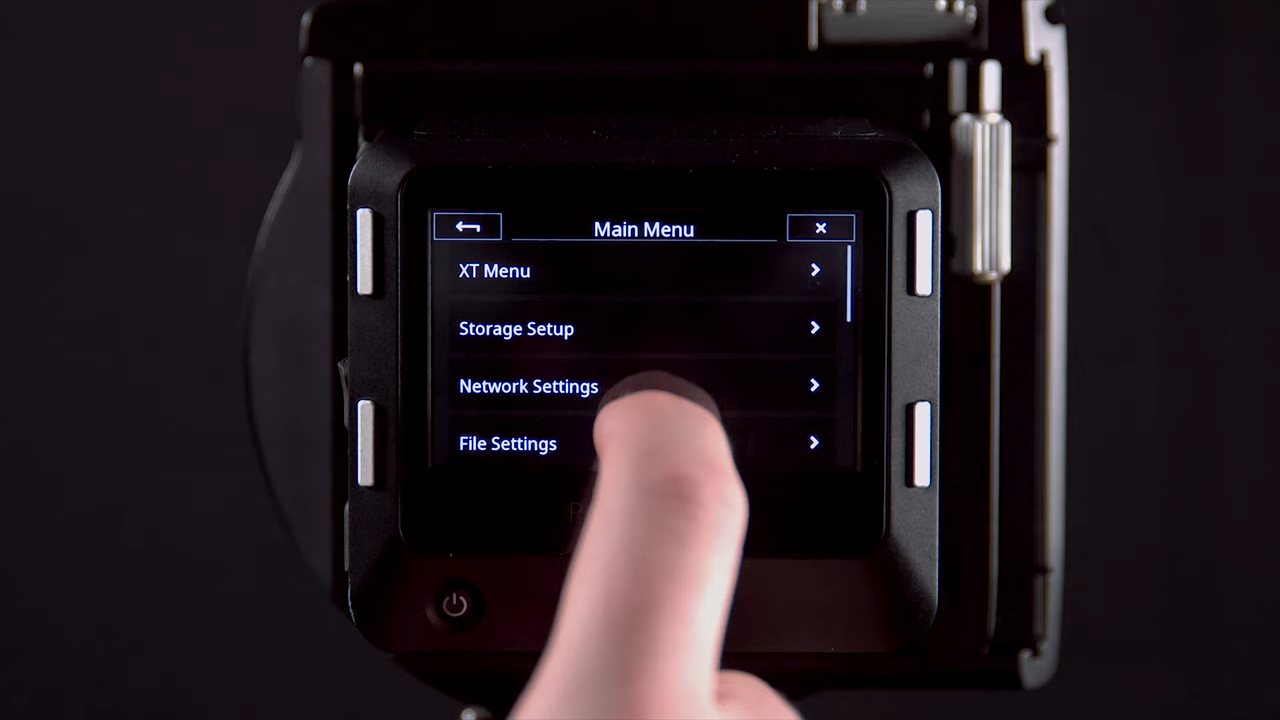 Main Menu
XT Menu
Storage Setup
Network Settings
File Settings